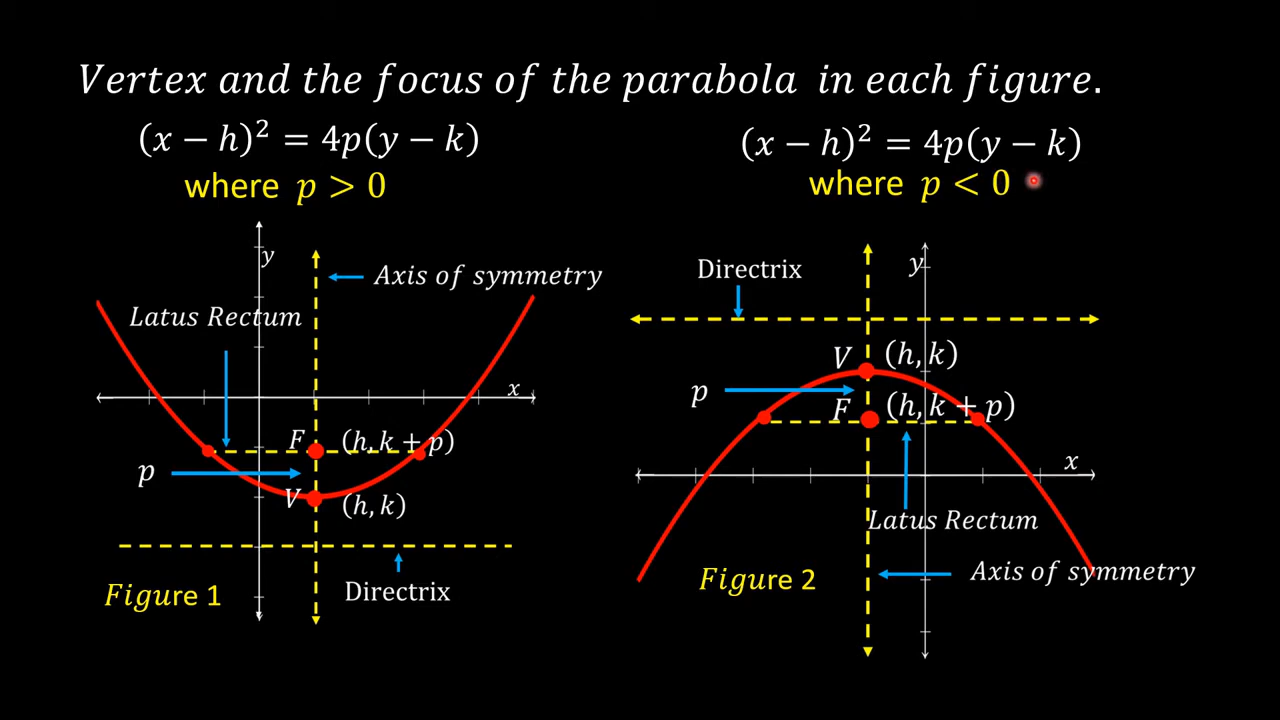 Vertex and the focus of the parabola in each figure.
(x − h)² = 4p(y − k)
where p > 0
y
Axis of symmetry
Latus Rectum
x
F (h, k + p)
p
V (h, k)
Figure 1
Directrix
(x − h)² = 4p(y − k)
where p < 0
Directrix
y
V (h, k)
p
F (h, k + p)
x
Latus Rectum
Figure 2
Axis of symmetry